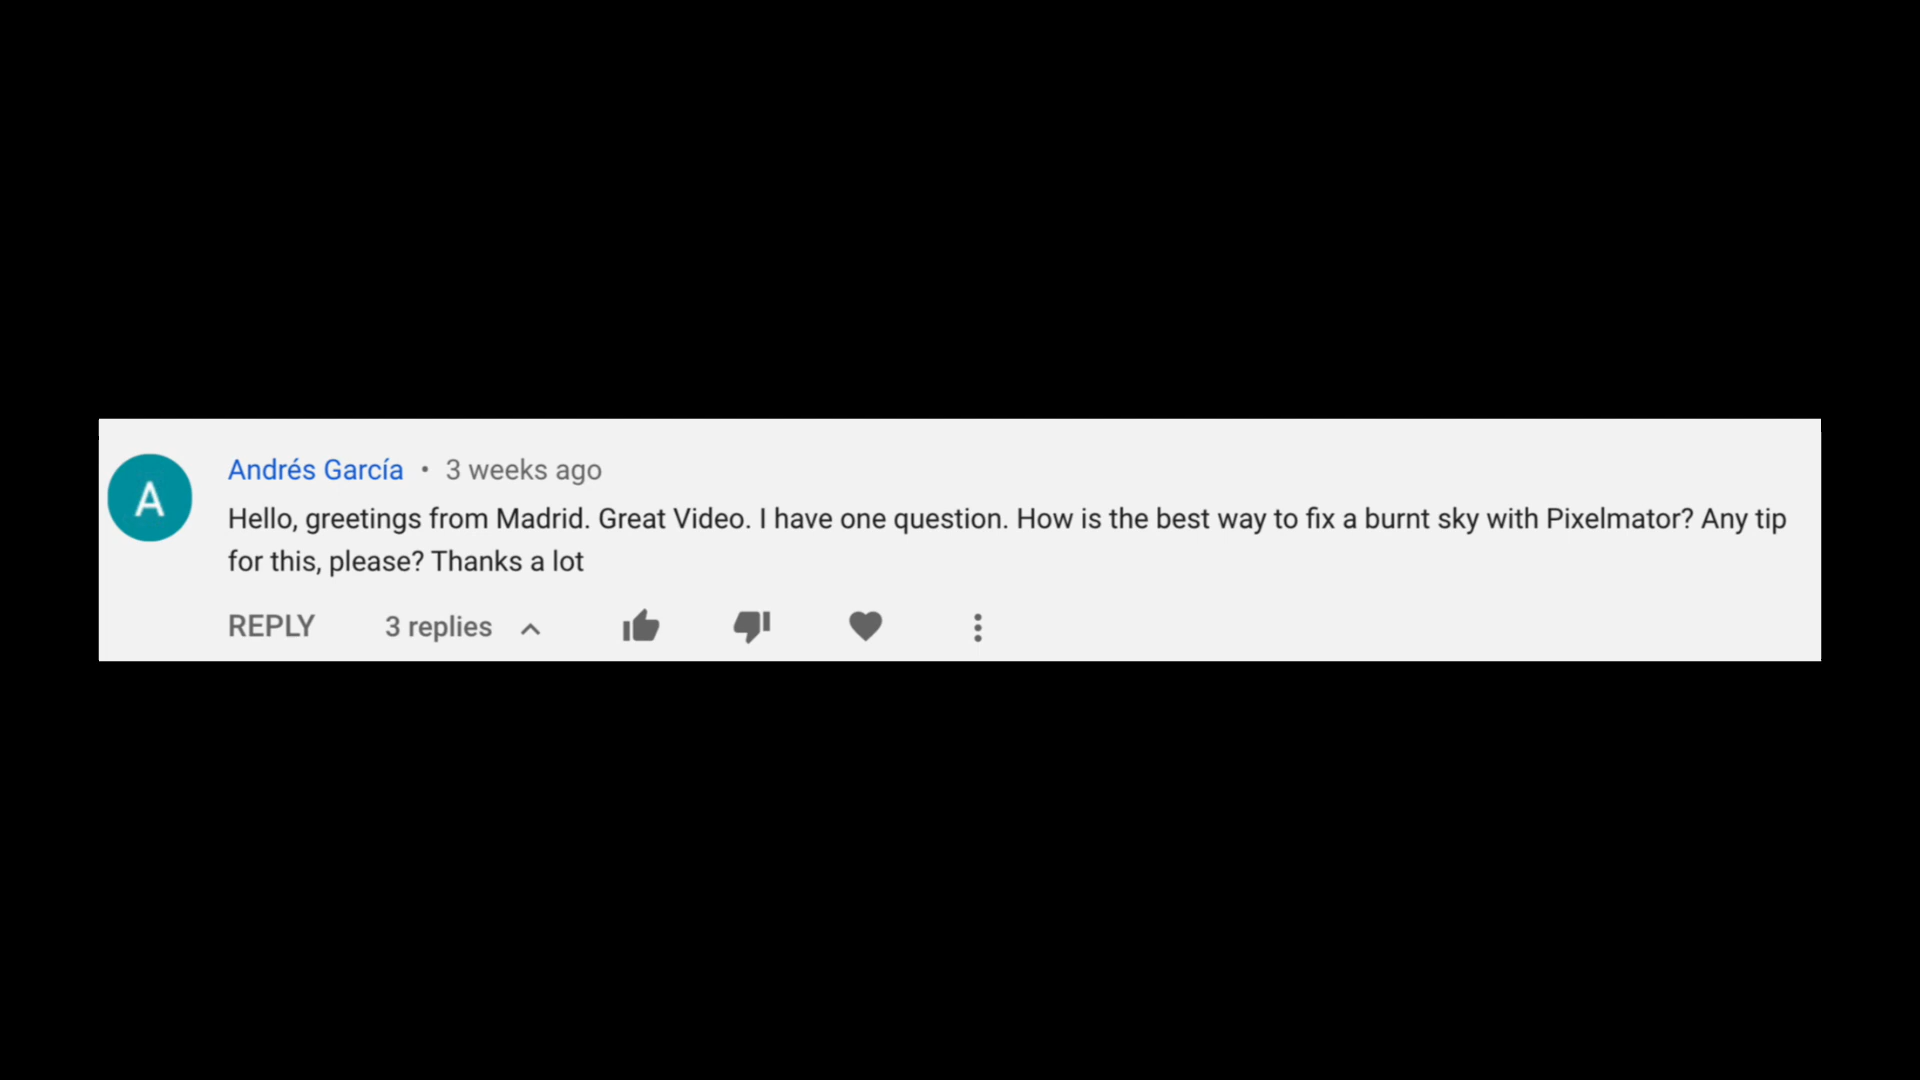 A
Andrés García • 3 weeks ago
Hello, greetings from Madrid. Great Video. I have one question. How is the best way to fix a burnt sky with Pixelmator? Any tip
for this, please? Thanks a lot
REPLY 3 replies